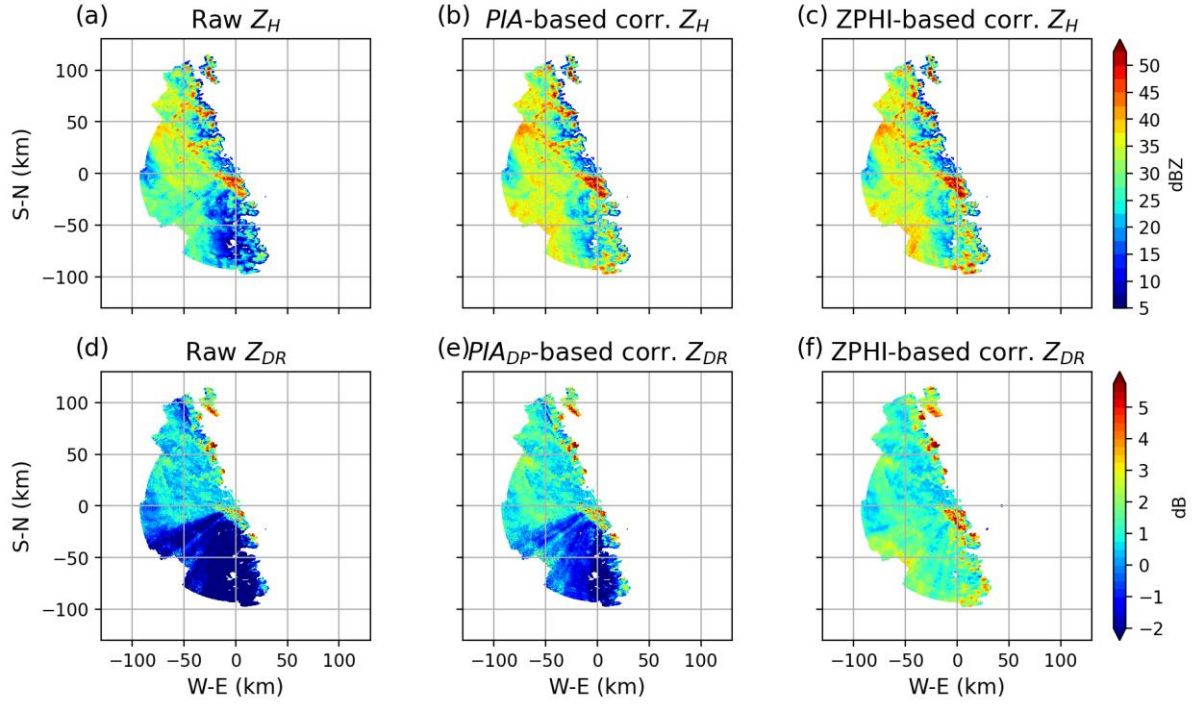 (a) Raw Z_H
(b) PIA-based corr. Z_H
(c) ZPHI-based corr. Z_H
S-N (km)
100
50
0
−50
−100
50
45
40
35
30
25
20
15
10
5
dBZ
(d) Raw Z_DR
(e) PIA_DP-based corr. Z_DR
(f) ZPHI-based corr. Z_DR
S-N (km)
100
50
0
−50
−100
−100 −50 0 50 100
W-E (km)
−100 −50 0 50 100
W-E (km)
−100 −50 0 50 100
W-E (km)
5
4
3
2
1
0
−1
−2
dB